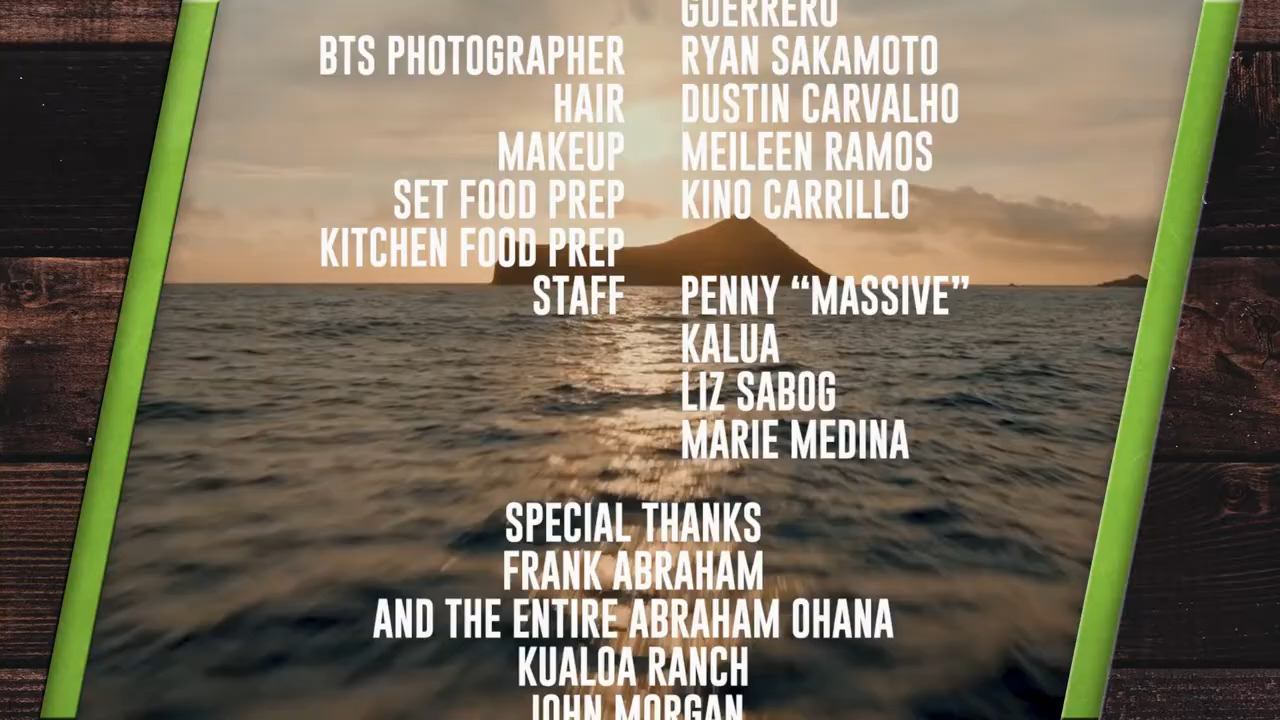 GUERRERO
BTS PHOTOGRAPHER RYAN SAKAMOTO
HAIR DUSTIN CARVALHO
MAKEUP MEILEEN RAMOS
SET FOOD PREP KINO CARRILLO
KITCHEN FOOD PREP
STAFF PENNY “MASSIVE”
KALUA
LIZ SABOG
MARIE MEDINA
SPECIAL THANKS
FRANK ABRAHAM
AND THE ENTIRE ABRAHAM OHANA
KUALOA RANCH
JOHN MORGAN